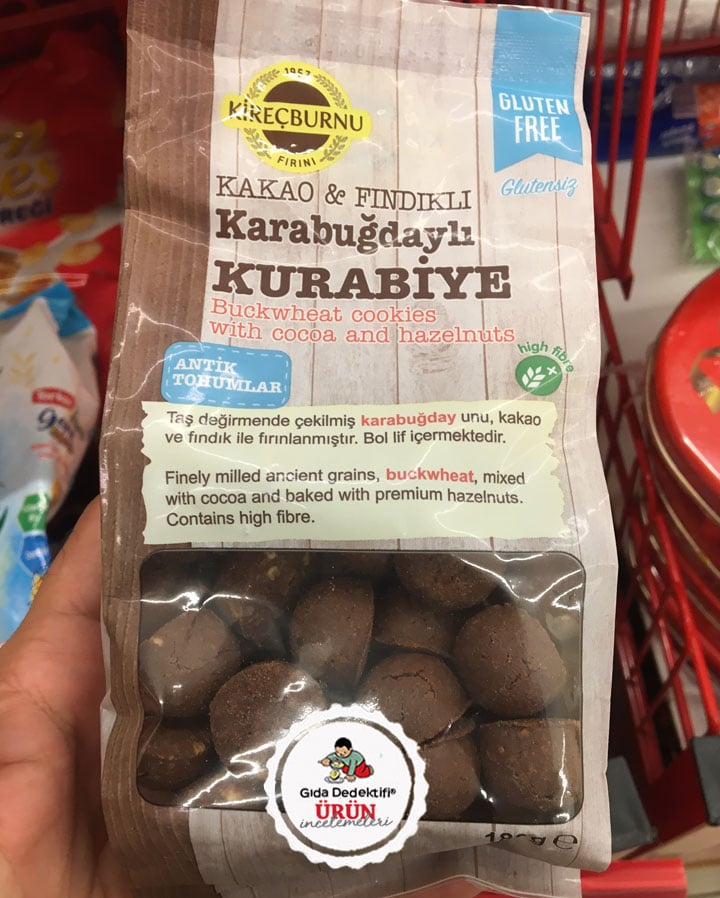 1957
KİREÇBURNU
FIRINI
GLUTEN
FREE
Glutensiz
KAKAO & FINDIKLI
Karabuğdaylı
KURABİYE
Buckwheat cookies
with cocoa and hazelnuts
high fibre
ANTİK
TOHUMLAR
Taş değirmende çekilmiş karabuğday unu, kakao
ve fındık ile fırınlanmıştır. Bol lif içermektedir.
Finely milled ancient grains, buckwheat, mixed
with cocoa and baked with premium hazelnuts.
Contains high fibre.
Gıda Dedektifi®
ÜRÜN
incelemeleri